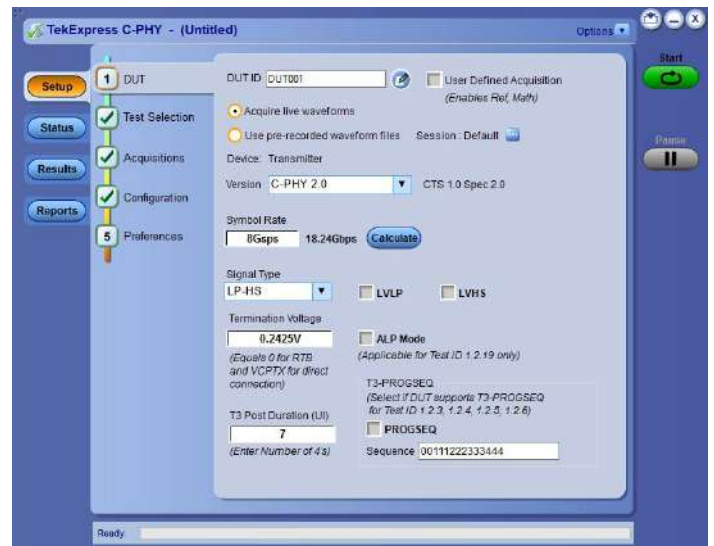 TekExpress C-PHY - (Untitled)
Options
Start
Pause
Setup
Status
Results
Reports
1 DUT
Test Selection
Acquisitions
Configuration
5 Preferences
DUT ID DUT001
User Defined Acquisition
(Enables Ref, Math)
Acquire live waveforms
Use pre-recorded waveform files Session : Default
Device: Transmitter
Version C-PHY 2.0 CTS 1.0 Spec 2.0
Symbol Rate
8Gsps 18.24Gbps Calculate
Signal Type
LP-HS LVLP LVHS
Termination Voltage
0.2425V ALP Mode
(Equals 0 for RTB
and VCPTX for direct
connection)
(Applicable for Test ID 1.2.19 only)
T3-PROGSEQ
(Select if DUT supports T3-PROGSEQ
for Test ID 1.2.3, 1.2.4, 1.2.5, 1.2.6)
T3 Post Duration (UI)
7
(Enter Number of 4's)
PROGSEQ
Sequence 00111222333444
Ready